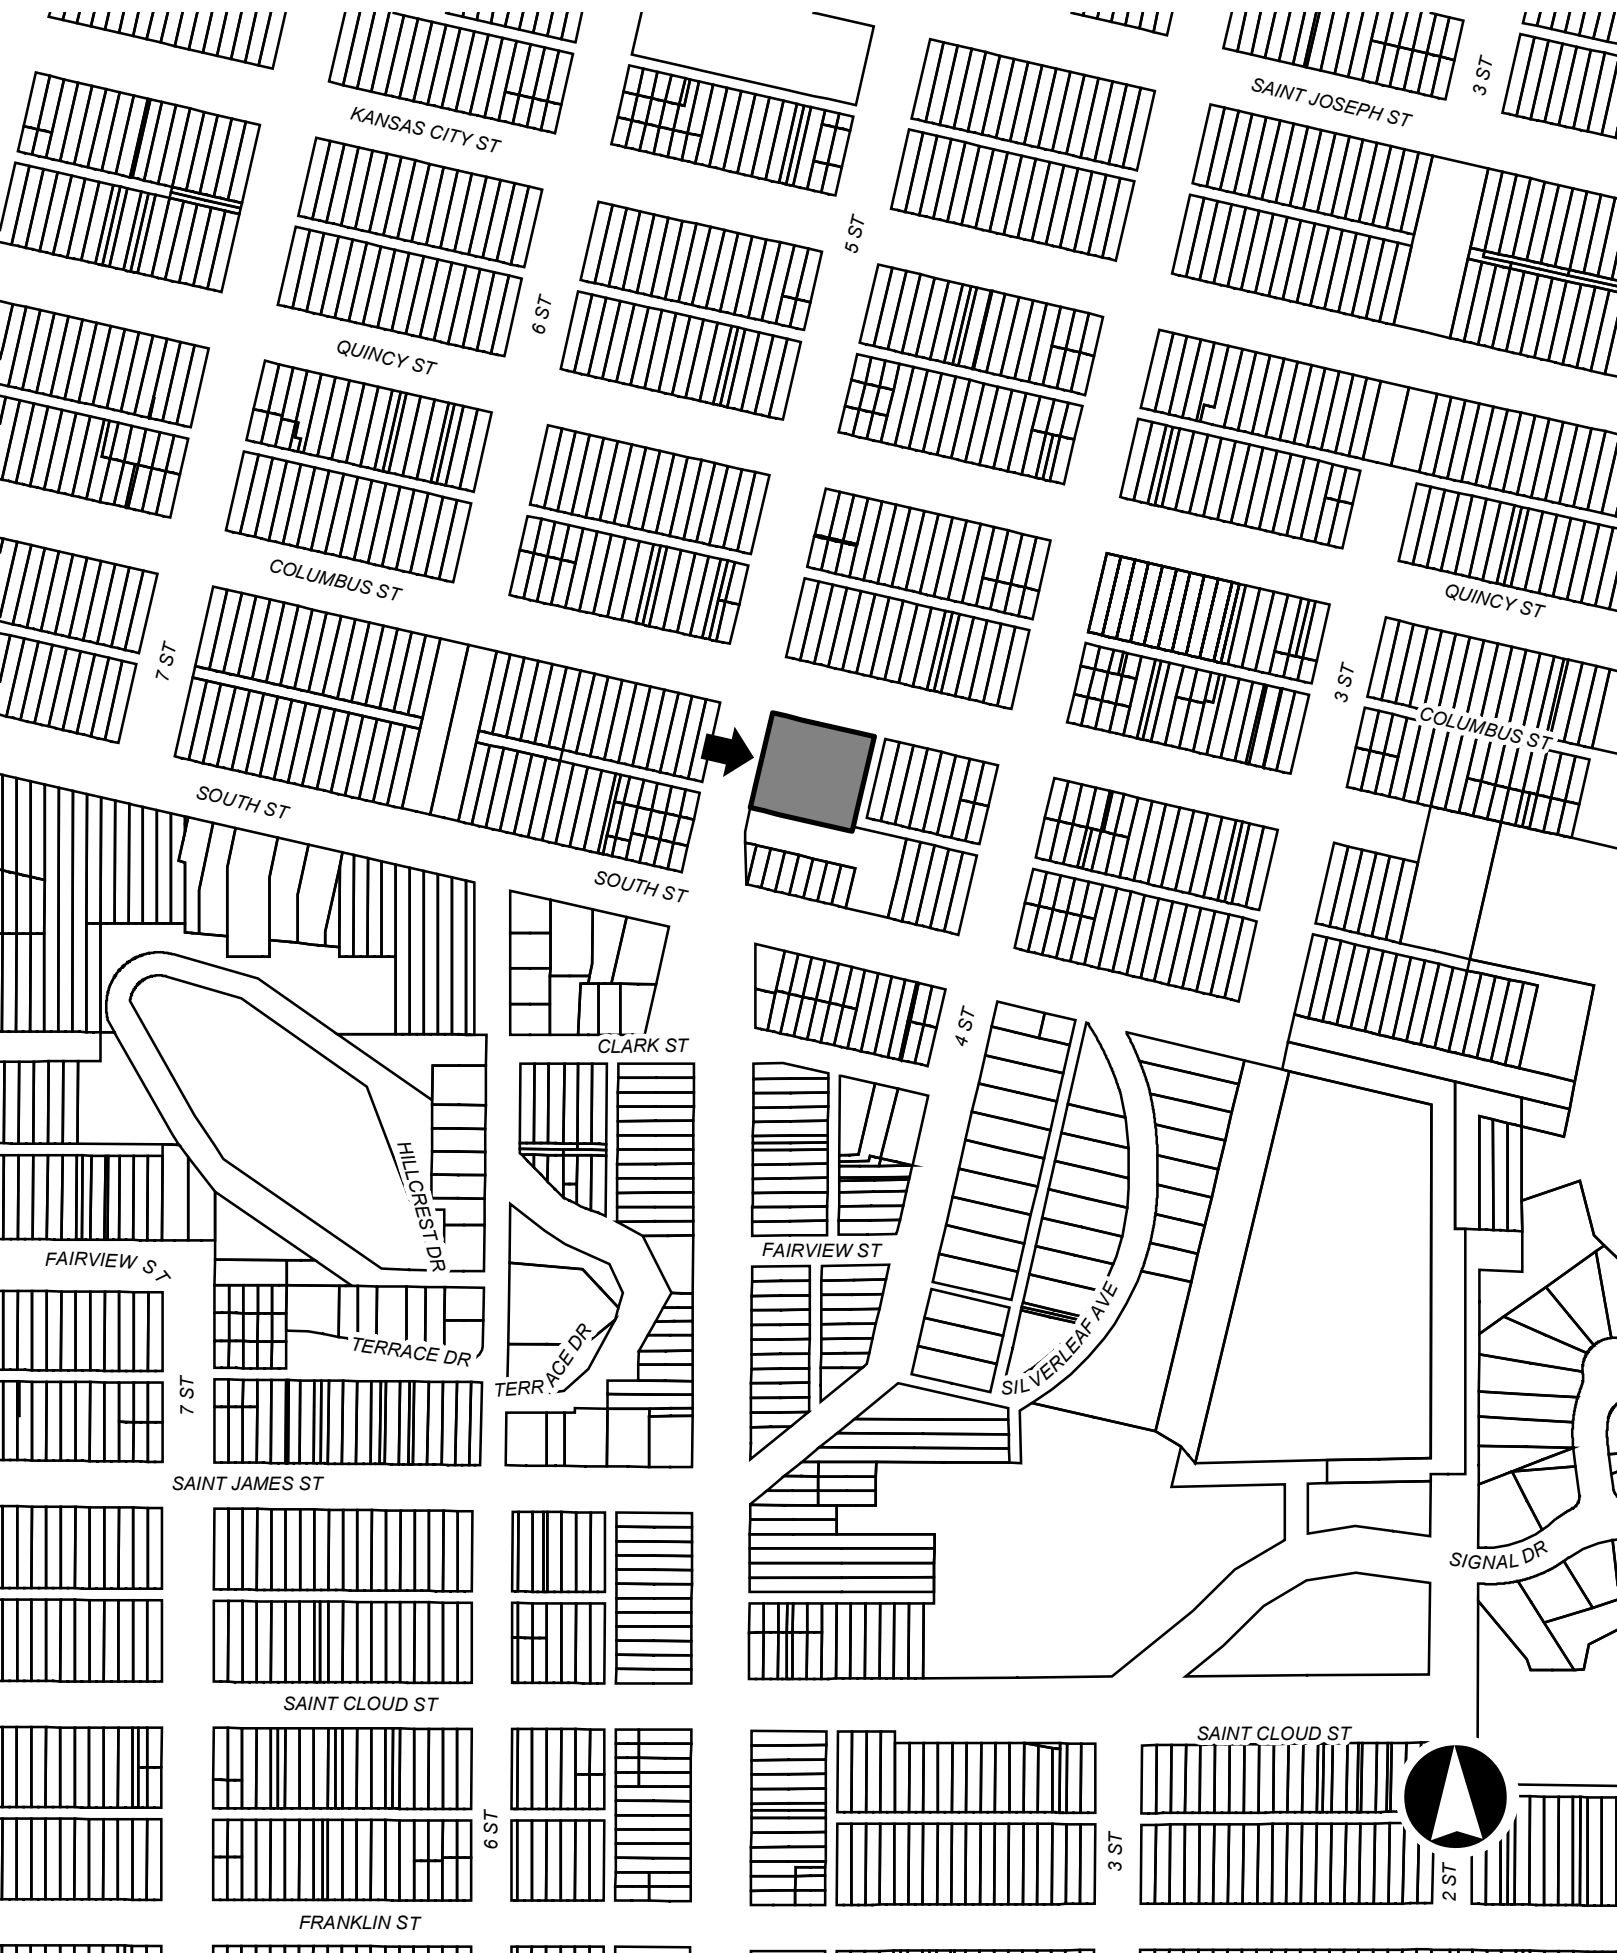 3 ST
SAINT JOSEPH ST
KANSAS CITY ST
5 ST
6 ST
QUINCY ST
COLUMBUS ST
QUINCY ST
7 ST
3 ST
COLUMBUS ST
SOUTH ST
SOUTH ST
4 ST
CLARK ST
HILLCREST DR
FAIRVIEW ST
FAIRVIEW ST
TERRACE DR
TERRACE DR
SILVERLEAF AVE
7 ST
SAINT JAMES ST
SIGNAL DR
SAINT CLOUD ST
SAINT CLOUD ST
6 ST
3 ST
2 ST
FRANKLIN ST